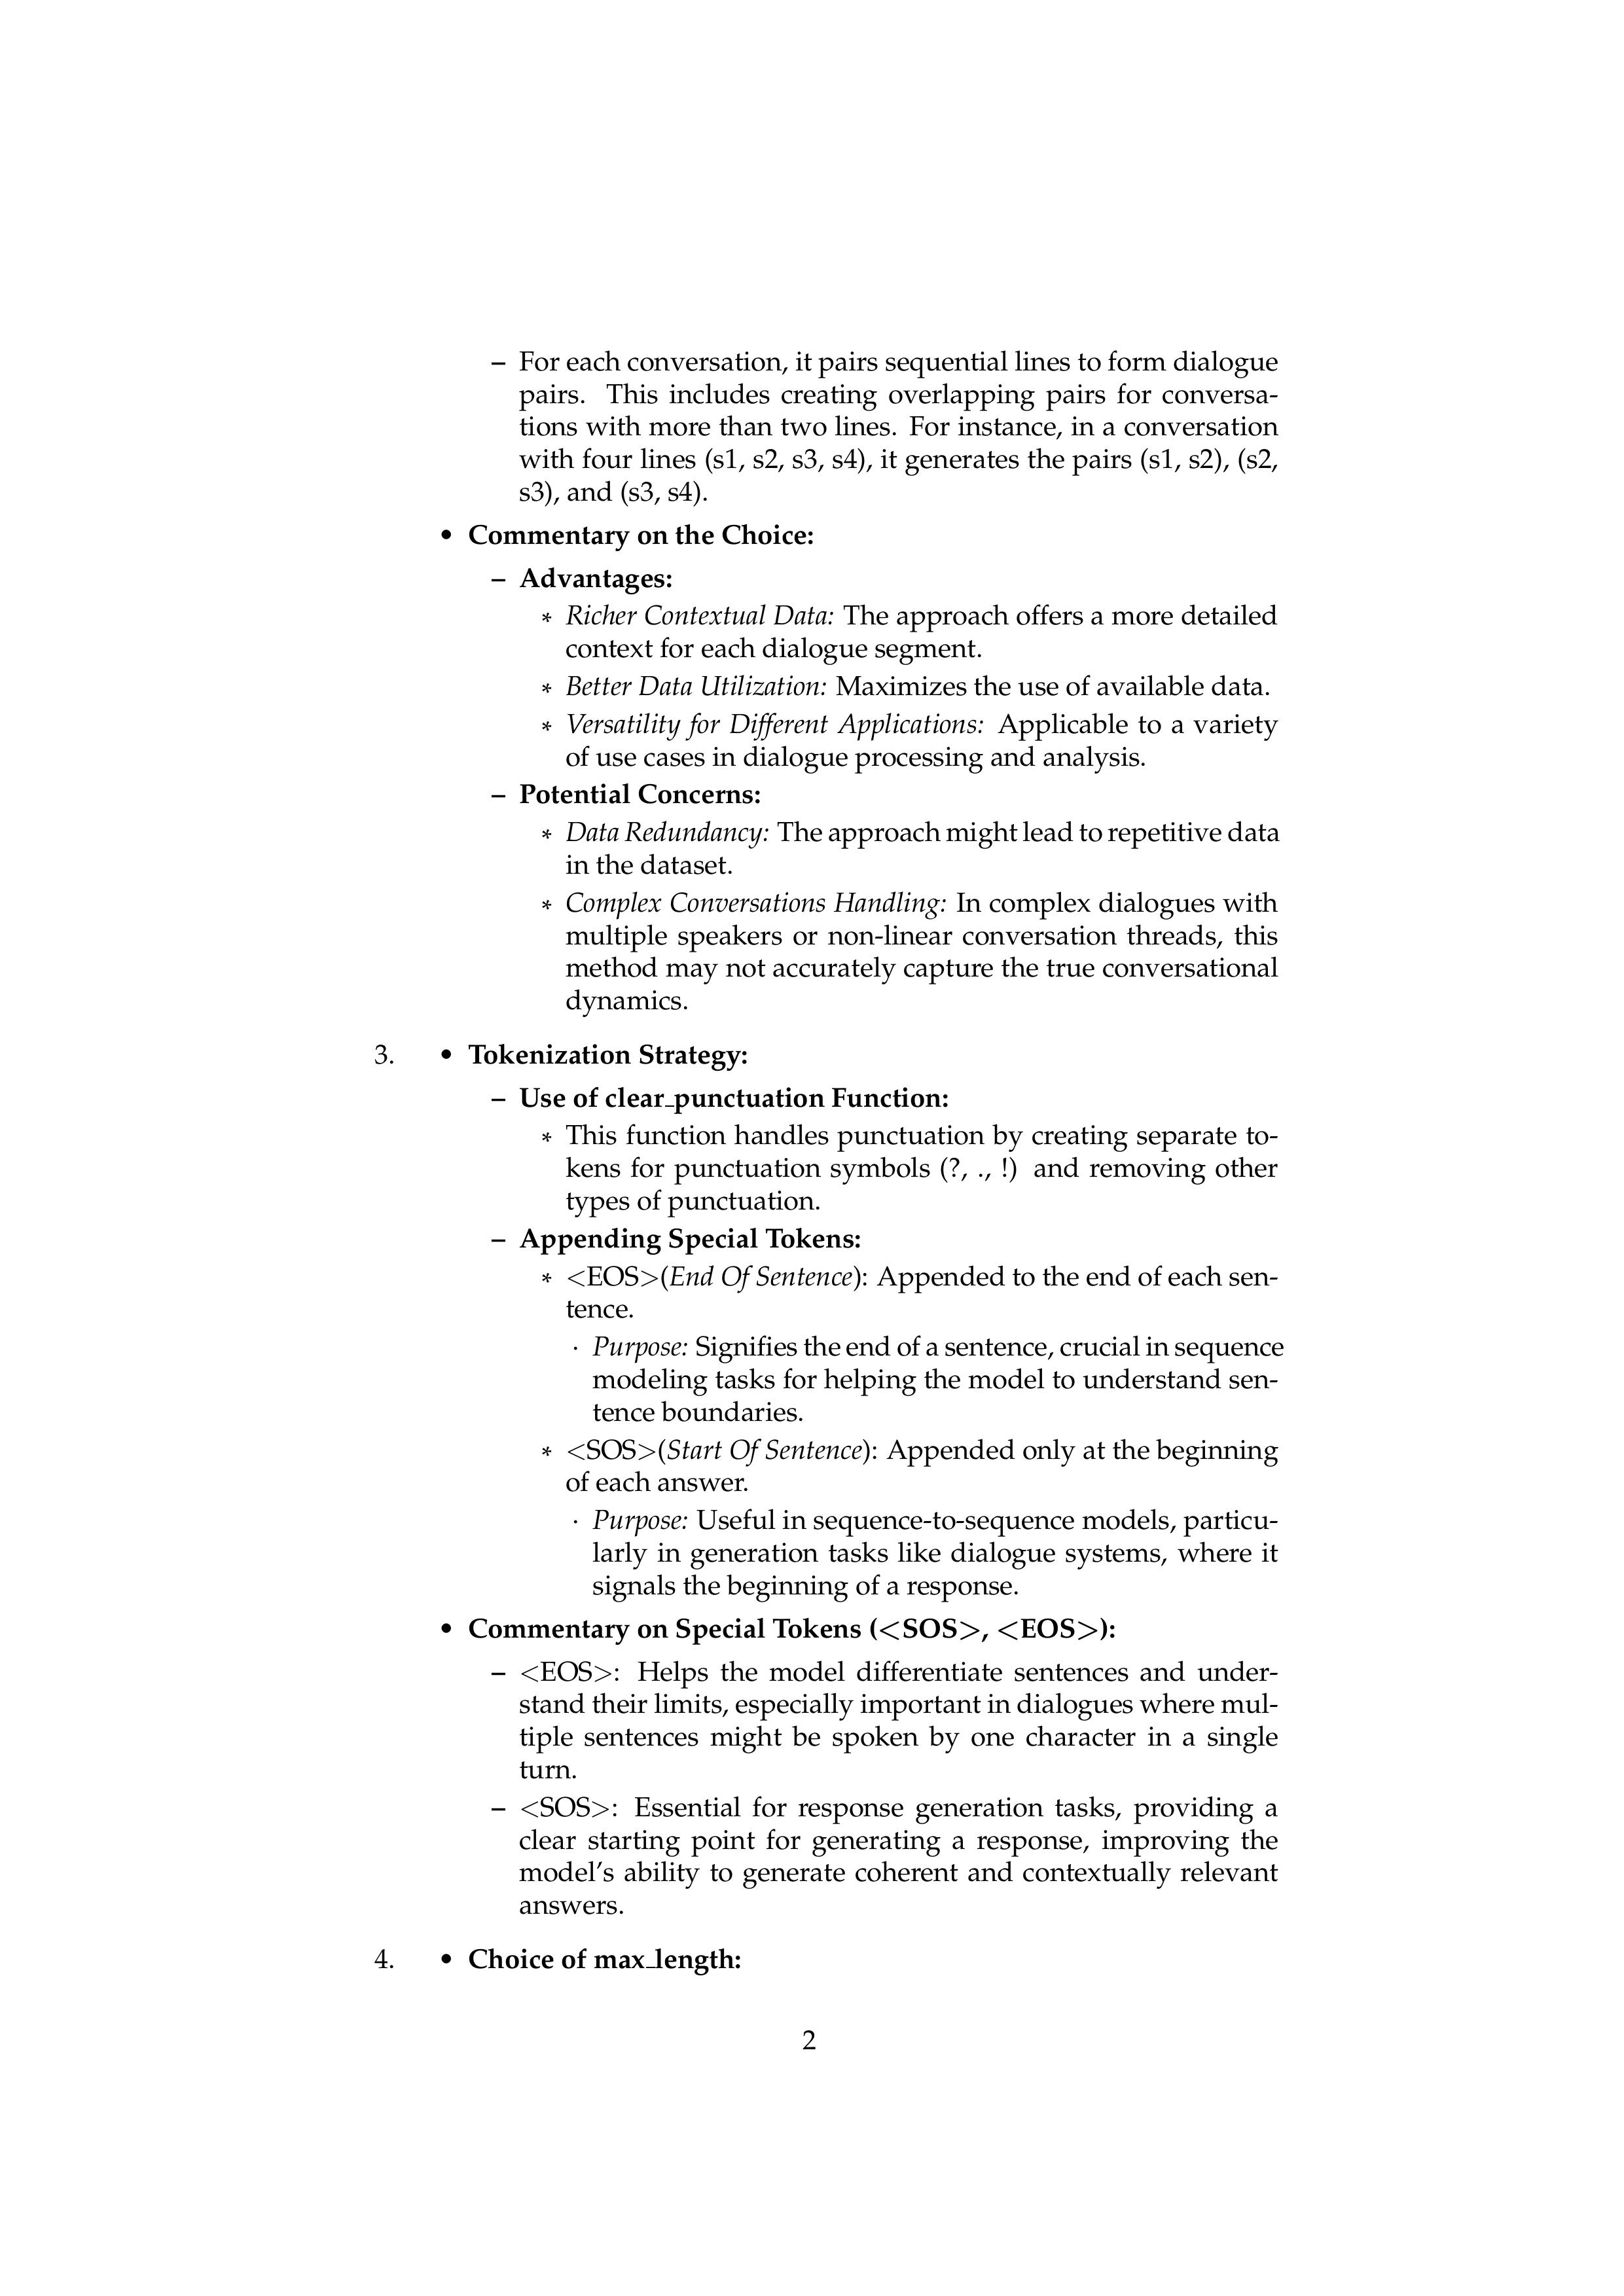 – For each conversation, it pairs sequential lines to form dialogue
pairs. This includes creating overlapping pairs for conversa-
tions with more than two lines. For instance, in a conversation
with four lines (s1, s2, s3, s4), it generates the pairs (s1, s2), (s2,
s3), and (s3, s4).
• Commentary on the Choice:
– Advantages:
* Richer Contextual Data: The approach offers a more detailed
context for each dialogue segment.
* Better Data Utilization: Maximizes the use of available data.
* Versatility for Different Applications: Applicable to a variety
of use cases in dialogue processing and analysis.
– Potential Concerns:
* Data Redundancy: The approach might lead to repetitive data
in the dataset.
* Complex Conversations Handling: In complex dialogues with
multiple speakers or non-linear conversation threads, this
method may not accurately capture the true conversational
dynamics.
3. • Tokenization Strategy:
– Use of clear_punctuation Function:
* This function handles punctuation by creating separate to-
kens for punctuation symbols (?, ., !) and removing other
types of punctuation.
– Appending Special Tokens:
* <EOS>(End Of Sentence): Appended to the end of each sen-
tence.
· Purpose: Signifies the end of a sentence, crucial in sequence
modeling tasks for helping the model to understand sen-
tence boundaries.
* <SOS>(Start Of Sentence): Appended only at the beginning
of each answer.
· Purpose: Useful in sequence-to-sequence models, particu-
larly in generation tasks like dialogue systems, where it
signals the beginning of a response.
• Commentary on Special Tokens (<SOS>, <EOS>):
– <EOS>: Helps the model differentiate sentences and under-
stand their limits, especially important in dialogues where mul-
tiple sentences might be spoken by one character in a single
turn.
– <SOS>: Essential for response generation tasks, providing a
clear starting point for generating a response, improving the
model's ability to generate coherent and contextually relevant
answers.
4. • Choice of max_length:
2